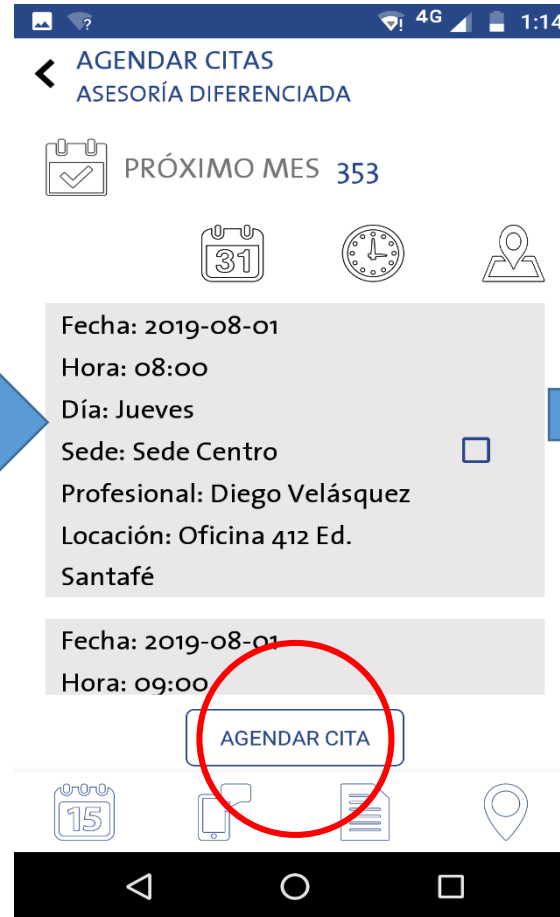 ? ! 4G 1:14
AGENDAR CITAS
ASESORÍA DIFERENCIADA
PRÓXIMO MES 353
31
Fecha: 2019-08-01
Hora: 08:00
Día: Jueves
Sede: Sede Centro
Profesional: Diego Velásquez
Locación: Oficina 412 Ed.
Santafé
Fecha: 2019-08-01
Hora: 09:00
AGENDAR CITA
15